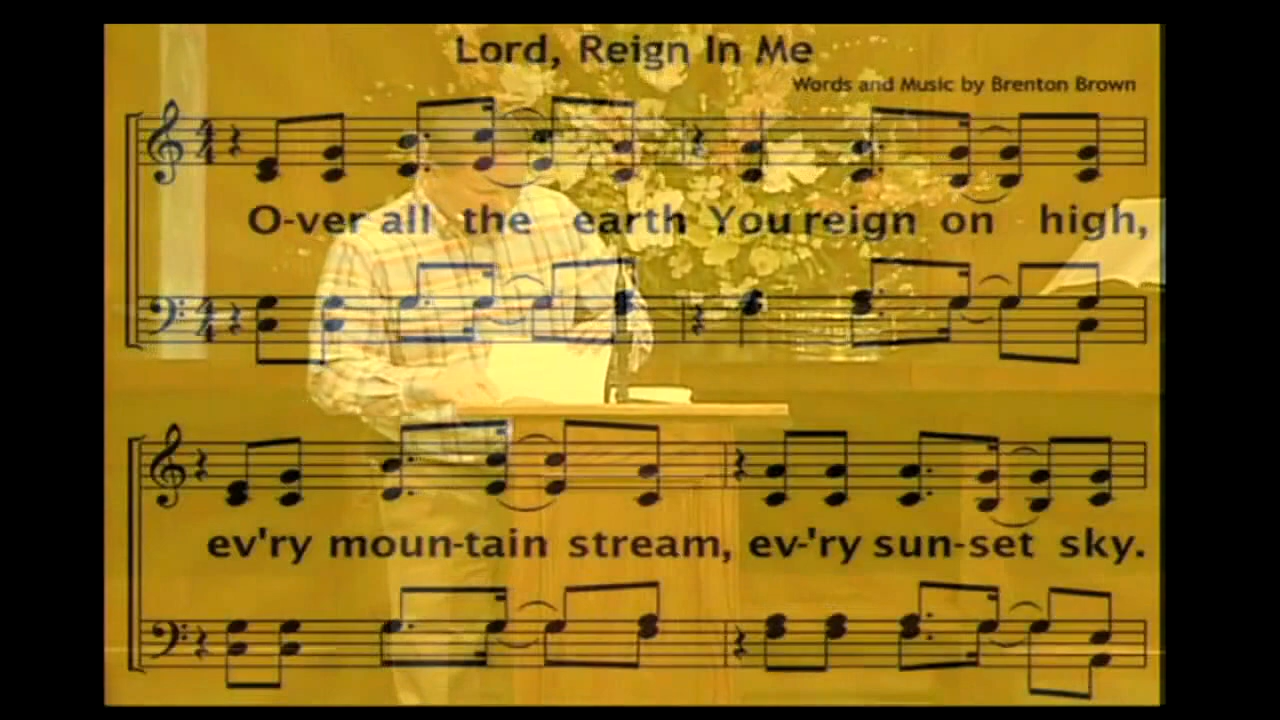 Lord, Reign In Me
Words and Music by Brenton Brown
O-ver all the earth You reign on high,
ev'ry moun-tain stream, ev-'ry sun-set sky.